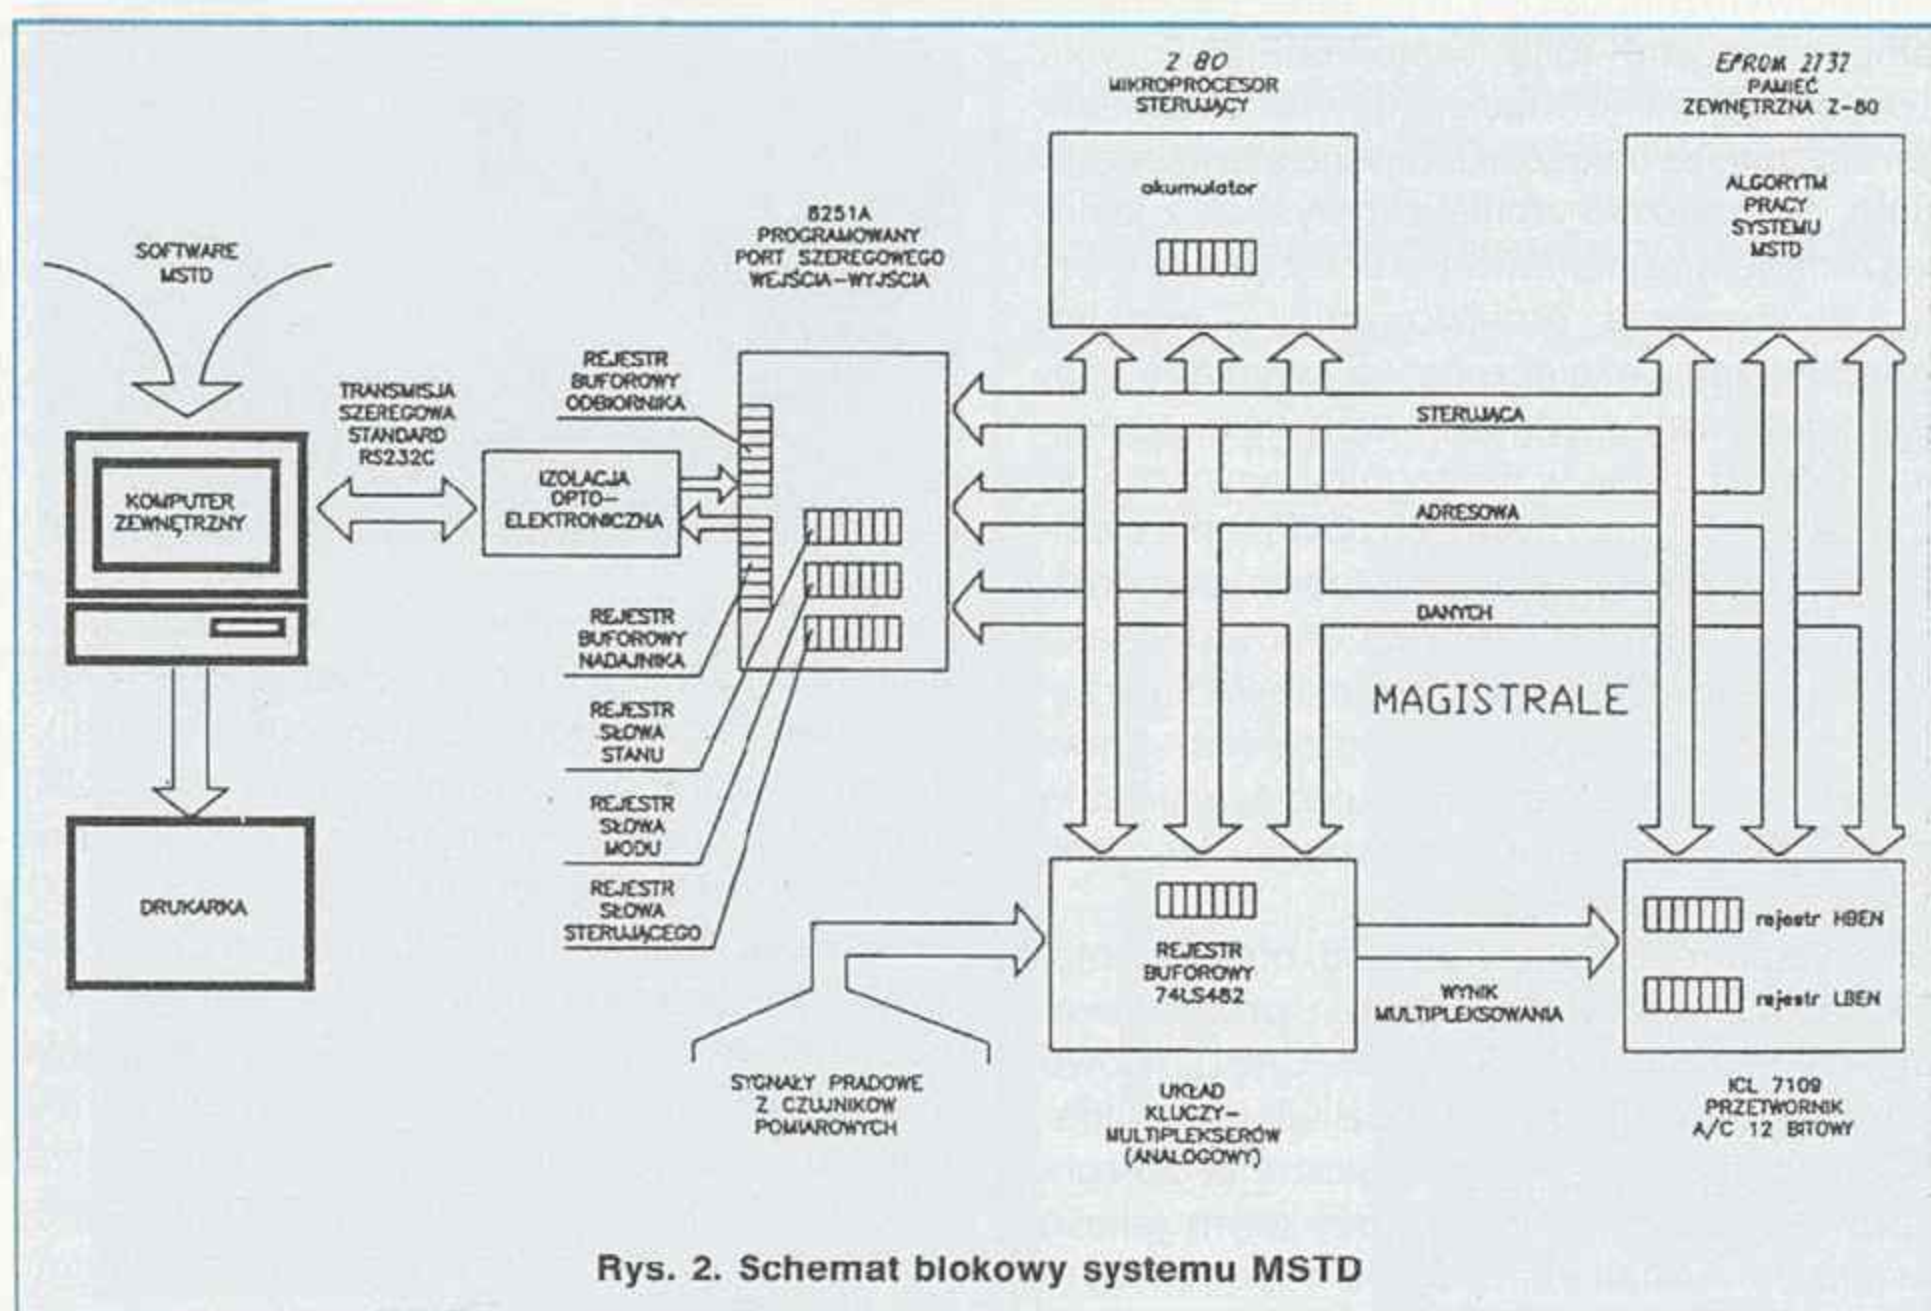 Z 80
MIKROPROCESOR
STERUJĄCY
EPROM 2732
PAMIĘĆ
ZEWNĘTRZNA Z-80
akumulator
ALGORYTM
PRACY
SYSTEMU
MSTD
8251A
PROGRAMOWANY
PORT SZEREGOWEGO
WEJŚCIA-WYJŚCIA
SOFTWARE
MSTD
REJESTR
BUFOROWY
ODBIORNIKA
TRANSMISJA
SZEREGOWA
STANDARD
RS232C
STERUJĄCA
KOMPUTER
ZEWNĘTRZNY
IZOLACJA
OPTO-
ELEKTRONICZNA
ADRESOWA
REJESTR
BUFOROWY
NADAJNIKA
DANYCH
MAGISTRALE
REJESTR
SŁOWA
STANU
REJESTR
SŁOWA
MODU
REJESTR
SŁOWA
STERUJĄCEGO
DRUKARKA
REJESTR
BUFOROWY
74LS482
WYNIK
MULTIPLEKSOWANIA
rejestr HBEN
rejestr LBEN
SYGNAŁY PRADOWE
Z CZUJNIKOW
POMIAROWYCH
UKŁAD
KLUCZY-
MULTIPLEKSERÓW
(ANALOGOWY)
ICL 7109
PRZETWORNIK
A/C 12 BITOWY
Rys. 2. Schemat blokowy systemu MSTD